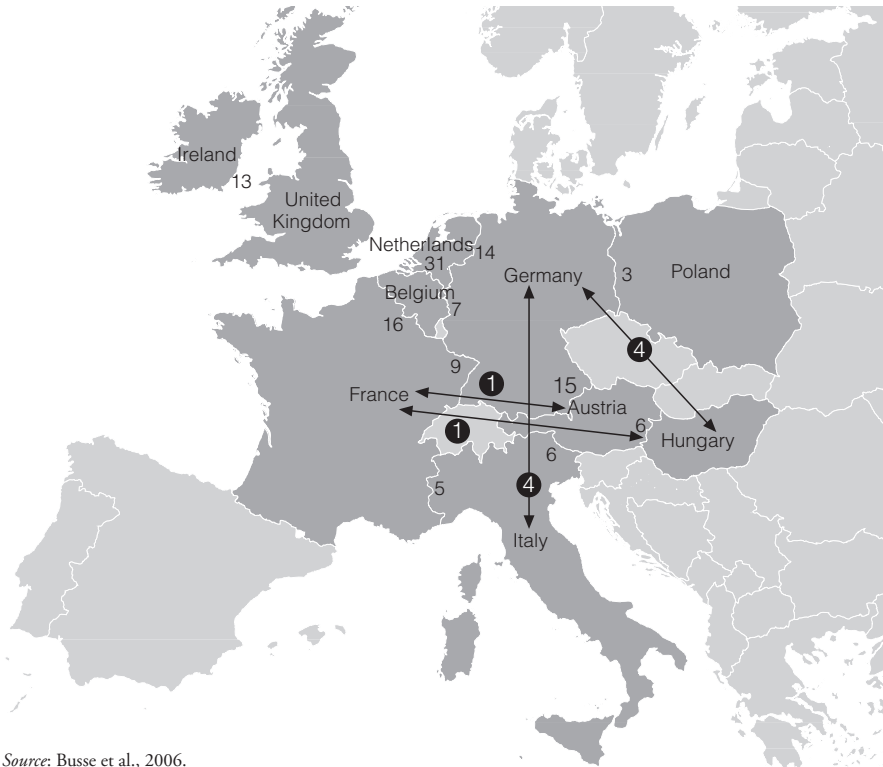 Ireland
13
United
Kingdom
Netherlands
14
31
Germany
3
Poland
Belgium
7
16
4
9
1
15
France
Austria
6
1
Hungary
6
5
4
Italy
Source: Busse et al., 2006.